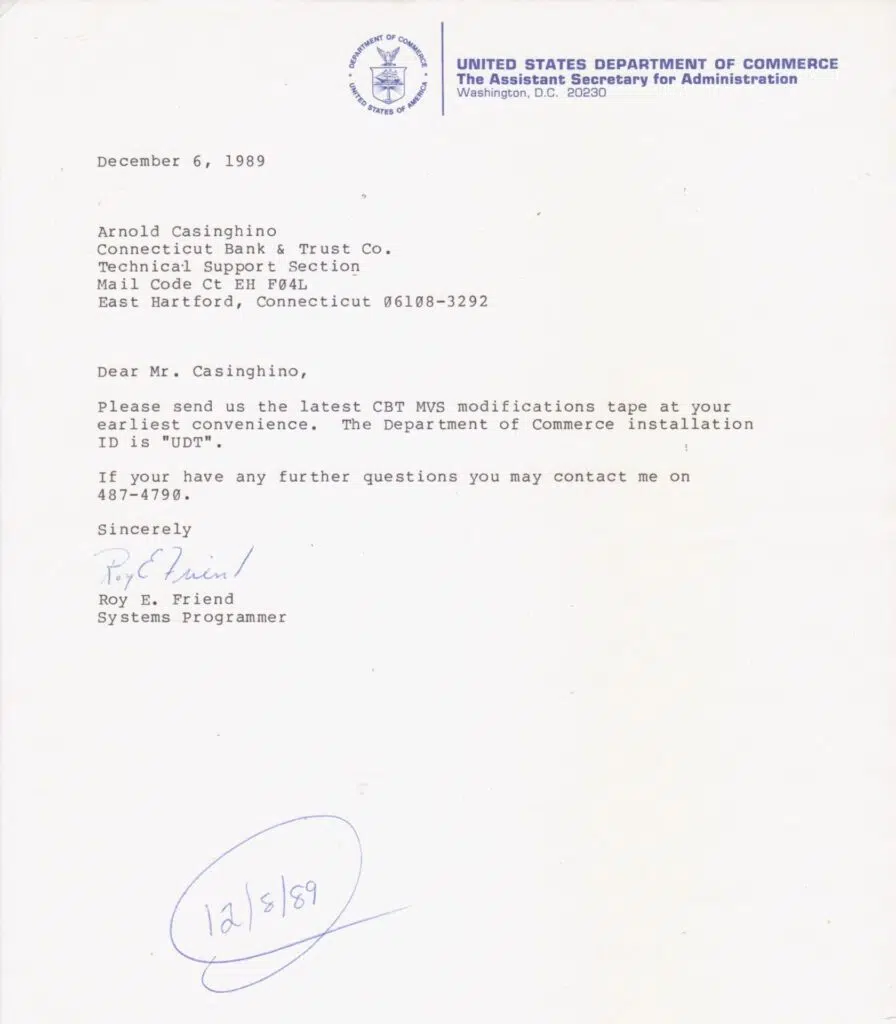 DEPARTMENT OF COMMERCE
UNITED STATES OF AMERICA
UNITED STATES DEPARTMENT OF COMMERCE
The Assistant Secretary for Administration
Washington, D.C. 20230
December 6, 1989
Arnold Casinghino
Connecticut Bank & Trust Co.
Technical Support Section
Mail Code Ct EH F04L
East Hartford, Connecticut 06108-3292
Dear Mr. Casinghino,
Please send us the latest CBT MVS modifications tape at your
earliest convenience. The Department of Commerce installation
ID is "UDT".
If your have any further questions you may contact me on
487-4790.
Sincerely
Roy E Friend
Roy E. Friend
Systems Programmer
12/8/89